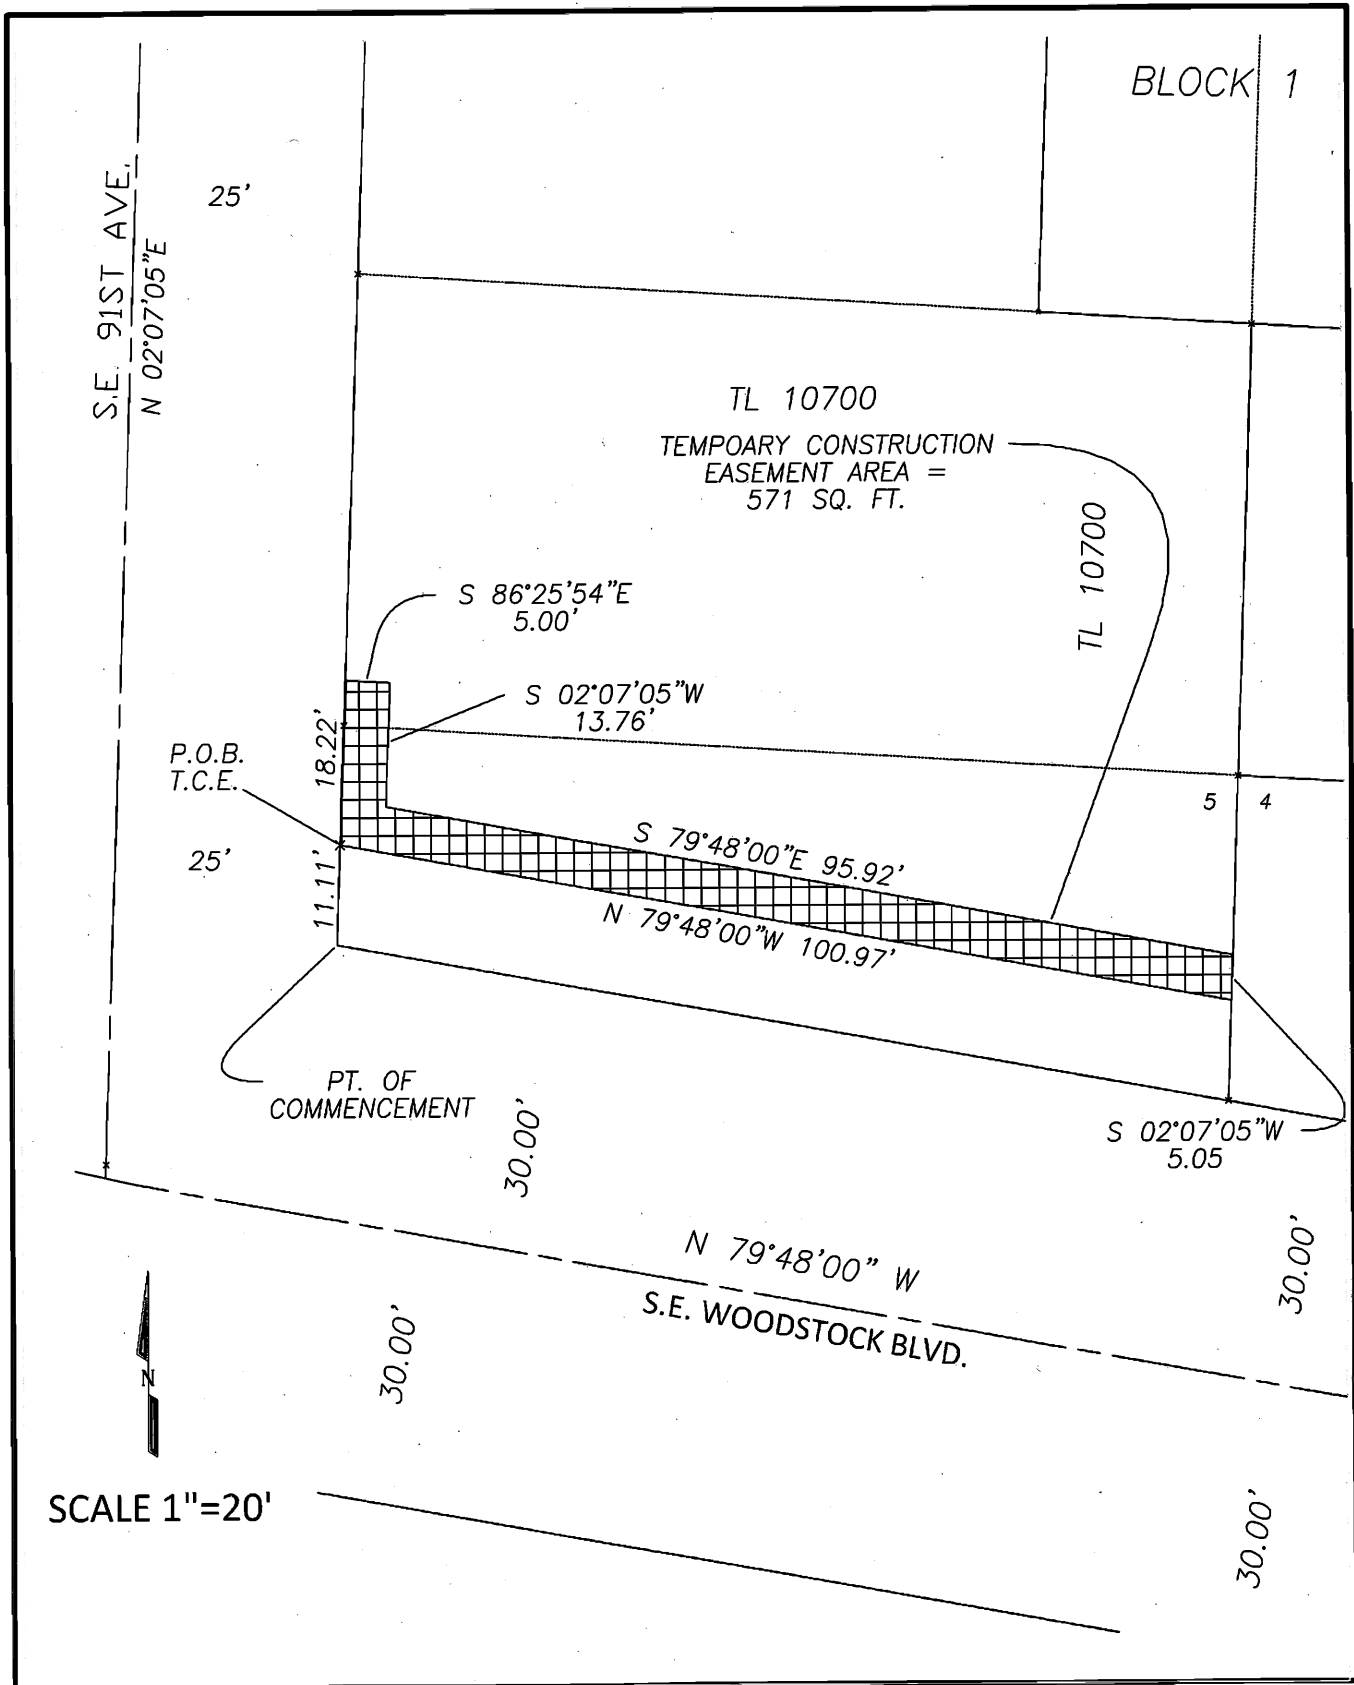 BLOCK 1
S.E. 91ST AVE.
N 02°07'05"E
25'
TL 10700
TEMPOARY CONSTRUCTION
EASEMENT AREA =
571 SQ. FT.
TL 10700
S 86°25'54"E
5.00'
S 02°07'05"W
13.76'
18.22'
P.O.B.
T.C.E.
5
4
25'
11.11'
S 79°48'00"E 95.92'
N 79°48'00"W 100.97'
PT. OF
COMMENCEMENT
30.00'
S 02°07'05"W
5.05
N 79°48'00" W
S.E. WOODSTOCK BLVD.
30.00'
30.00'
N
SCALE 1"=20'
30.00'